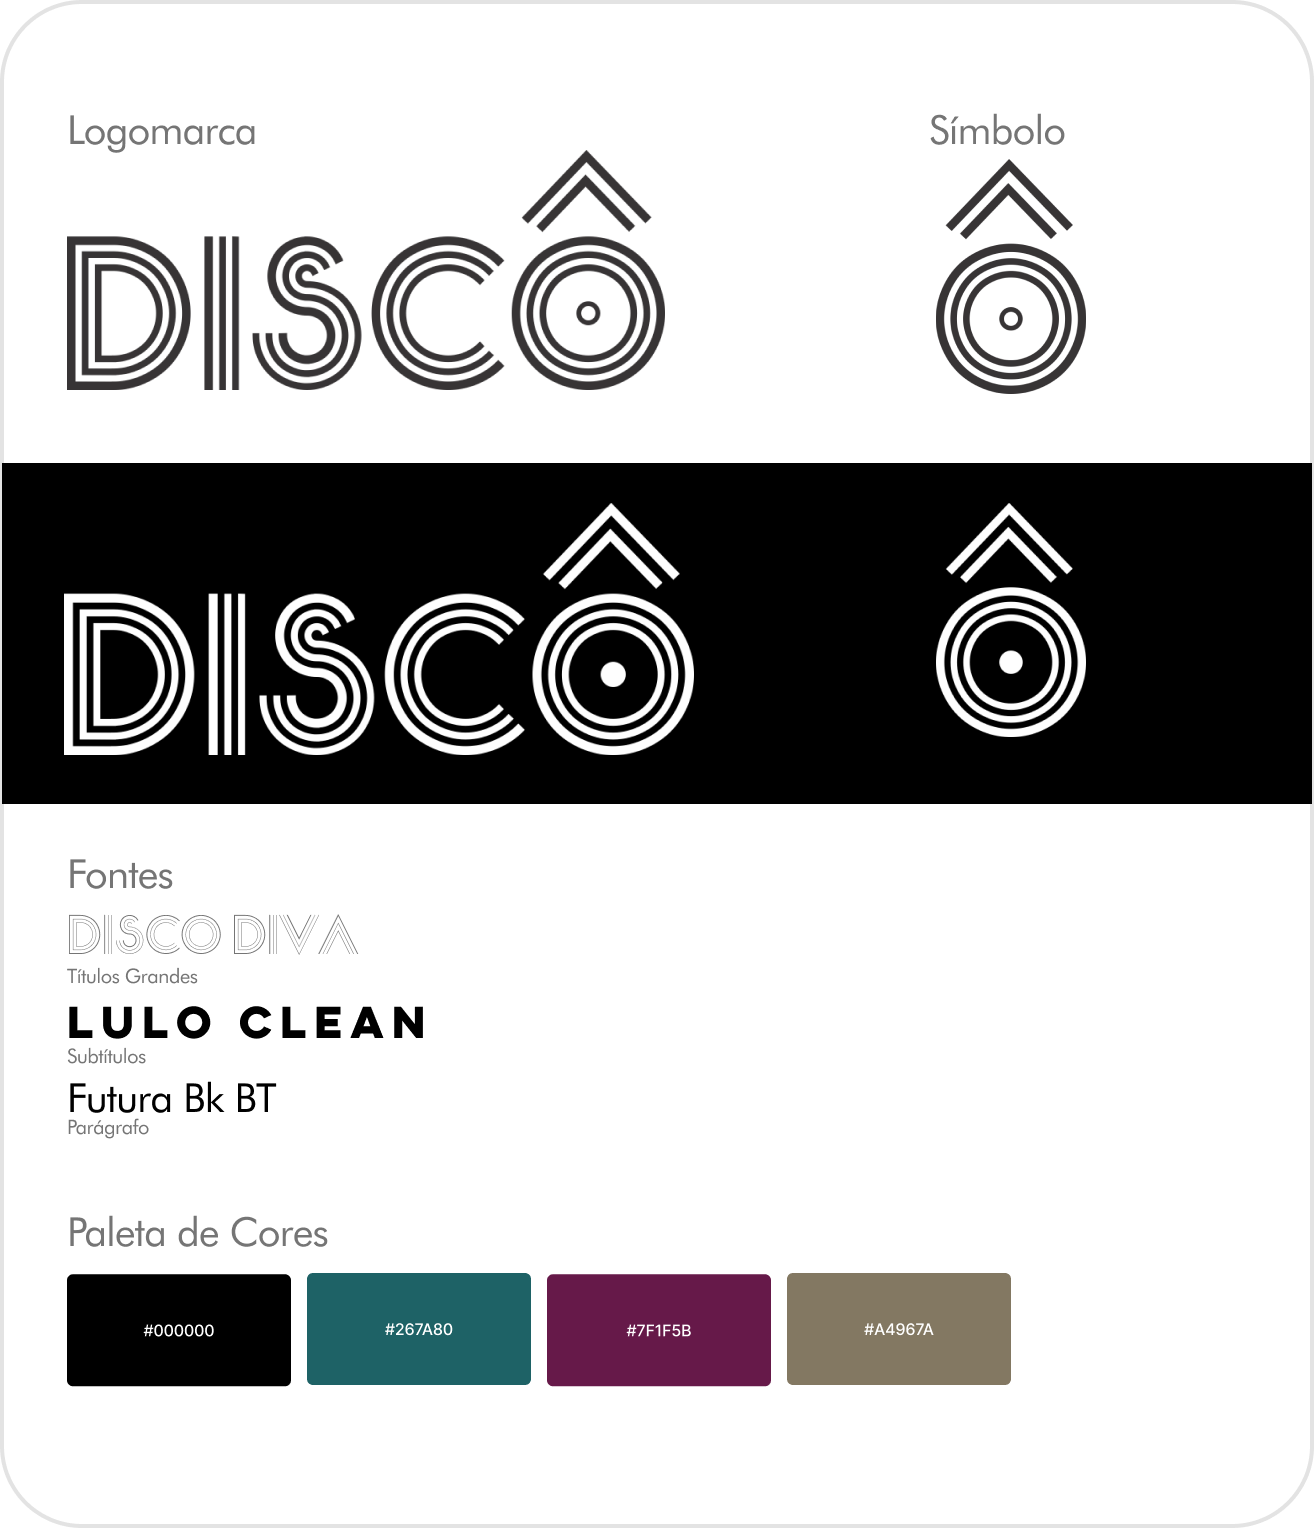 Logomarca
Símbolo
DISCÔ
Ô
DISCÔ
Ô
Fontes
DISCO DIVA
Títulos Grandes
LULO CLEAN
Subtítulos
Futura Bk BT
Parágrafo
Paleta de Cores
#000000
#267A80
#7F1F5B
#A4967A